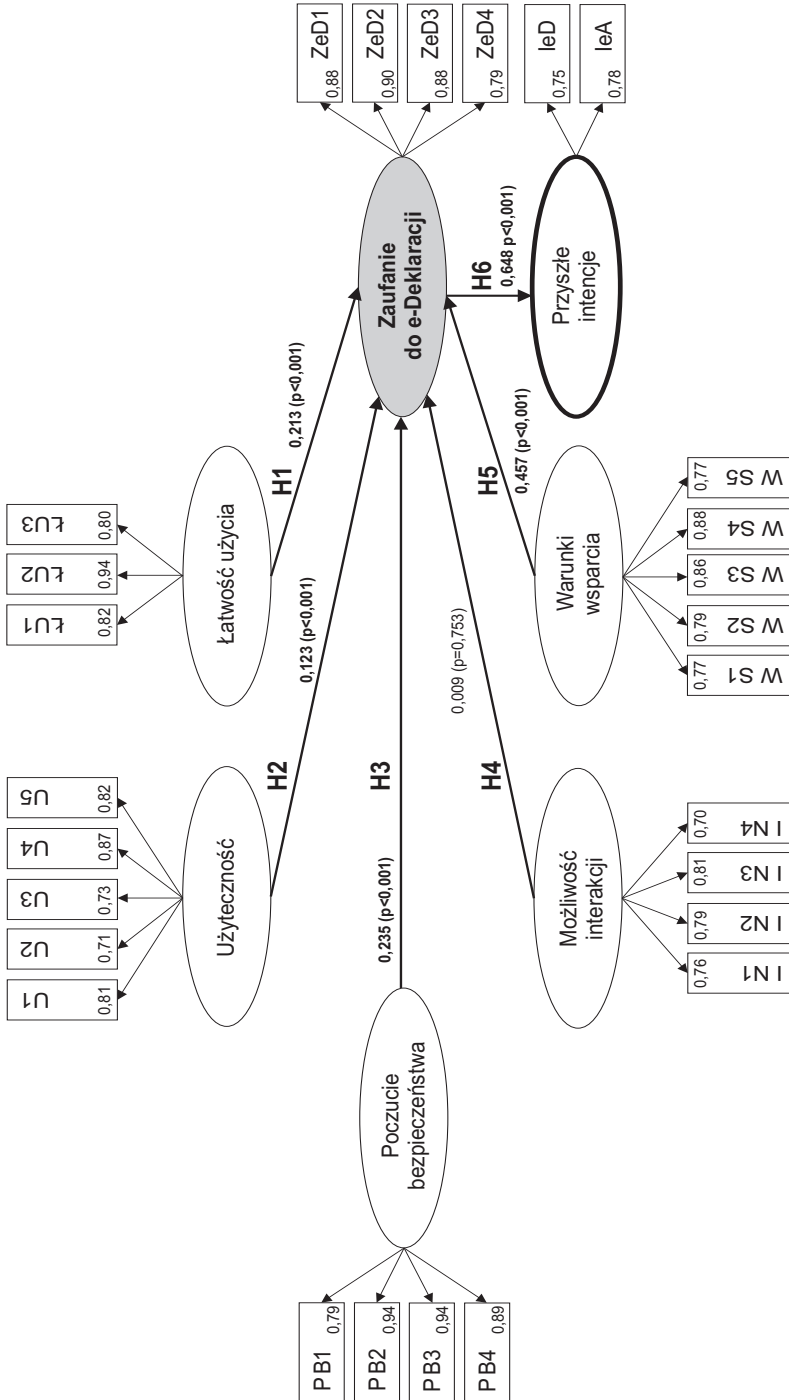 U1
0,81
U2
0,71
U3
0,73
U4
0,87
U5
0,82
ŁU1
0,82
ŁU2
0,94
ŁU3
0,80
Użyteczność
Łatwość użycia
H2
0,123 (p<0,001)
H1
0,213 (p<0,001)
PB1
0,79
PB2
0,94
PB3
0,94
PB4
0,89
Poczucie
bezpieczeństwa
0,235 (p<0,001)
H3
Zaufanie
do e-Deklaracji
0,88
ZeD1
0,90
ZeD2
0,88
ZeD3
0,79
ZeD4
H4
0,009 (p=0,753)
H5
0,457 (p<0,001)
H6
0,648 p<0,001)
Możliwość
interakcji
Warunki
wsparcia
Przyszłe
intencje
0,75
IeD
0,78
IeA
0,76
I N1
0,79
I N2
0,81
I N3
0,70
I N4
0,77
W S1
0,79
W S2
0,86
W S3
0,88
W S4
0,77
W S5